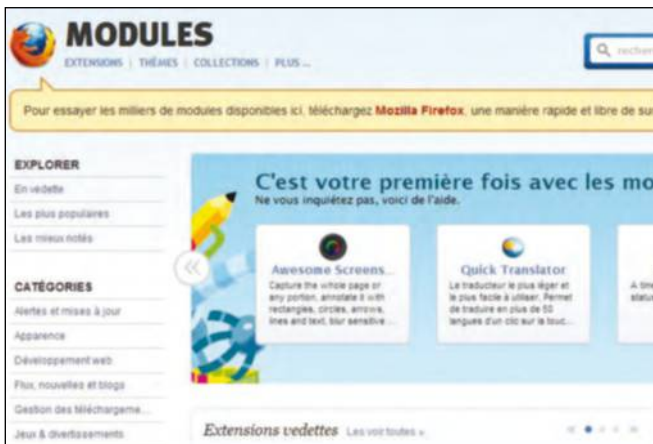 MODULES
EXTENSIONS | THÈMES | COLLECTIONS | PLUS ...
recher
Pour essayer les milliers de modules disponibles ici, téléchargez Mozilla Firefox, une manière rapide et libre de su
EXPLORER
En vedette
Les plus populaires
Les mieux notés
CATÉGORIES
Alertes et mises à jour
Apparence
Développement web
Flux, nouvelles et blogs
Gestion des téléchargeme...
Jeux & divertissements
C'est votre première fois avec les mo
Ne vous inquiétez pas, voici de l'aide.
Awesome Screens...
Capture the whole page or
any portion, annotate it with
rectangles, circles, arrows,
lines and text, blur sensitive ...
Quick Translator
Le traducteur le plus léger et
le plus facile à utiliser. Permet
de traduire en plus de 50
langues d'un clic sur la touc...
A tim
statu
Extensions vedettes Les voir toutes »